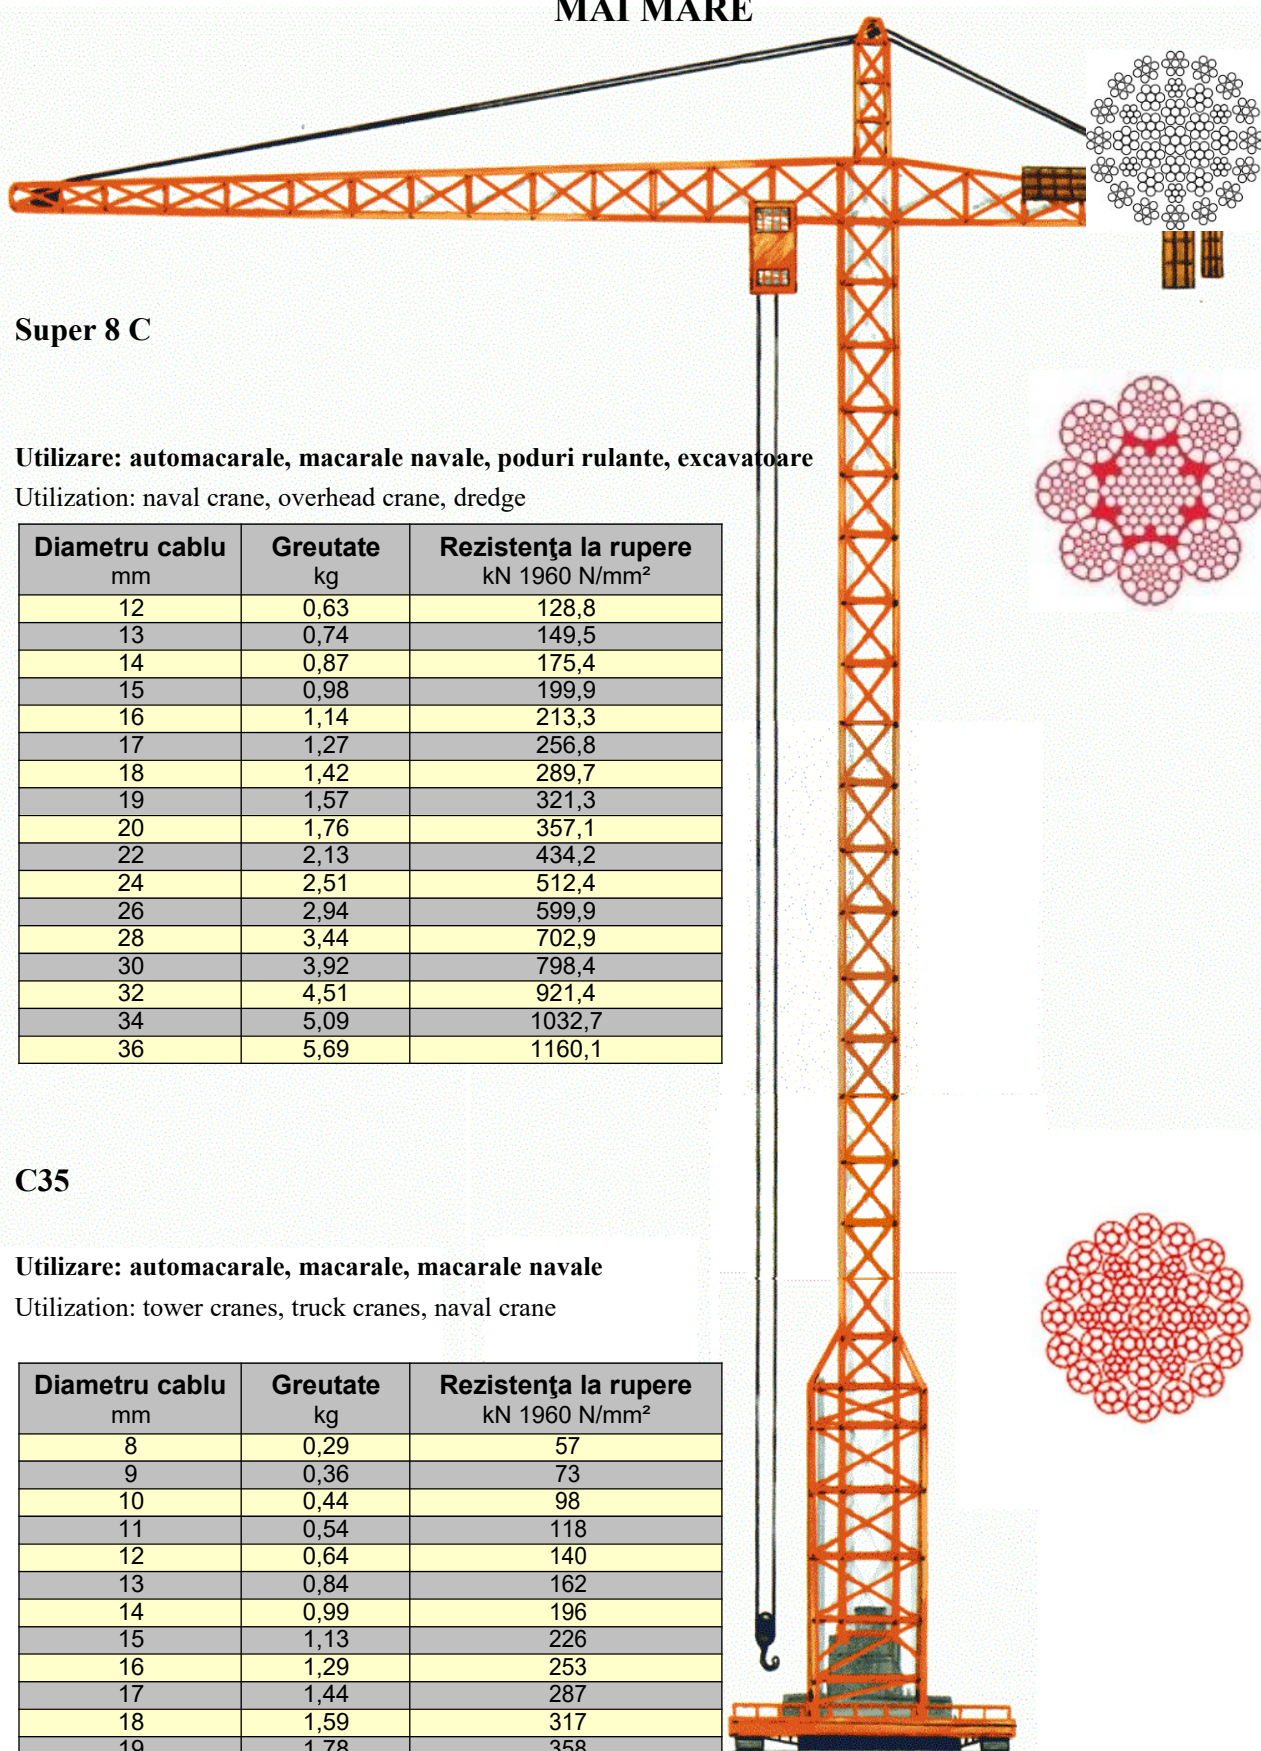 MAI MARE
Super 8 C
Utilizare: automacarale, macarale navale, poduri rulante, excavatoare
Utilization: naval crane, overhead crane, dredge
Diametru cablu Greutate Rezistenţa la rupere
mm kg kN 1960 N/mm²
12 0,63 128,8
13 0,74 149,5
14 0,87 175,4
15 0,98 199,9
16 1,14 213,3
17 1,27 256,8
18 1,42 289,7
19 1,57 321,3
20 1,76 357,1
22 2,13 434,2
24 2,51 512,4
26 2,94 599,9
28 3,44 702,9
30 3,92 798,4
32 4,51 921,4
34 5,09 1032,7
36 5,69 1160,1
C35
Utilizare: automacarale, macarale, macarale navale
Utilization: tower cranes, truck cranes, naval crane
Diametru cablu Greutate Rezistenţa la rupere
mm kg kN 1960 N/mm²
8 0,29 57
9 0,36 73
10 0,44 98
11 0,54 118
12 0,64 140
13 0,84 162
14 0,99 196
15 1,13 226
16 1,29 253
17 1,44 287
18 1,59 317
19 1,78 358